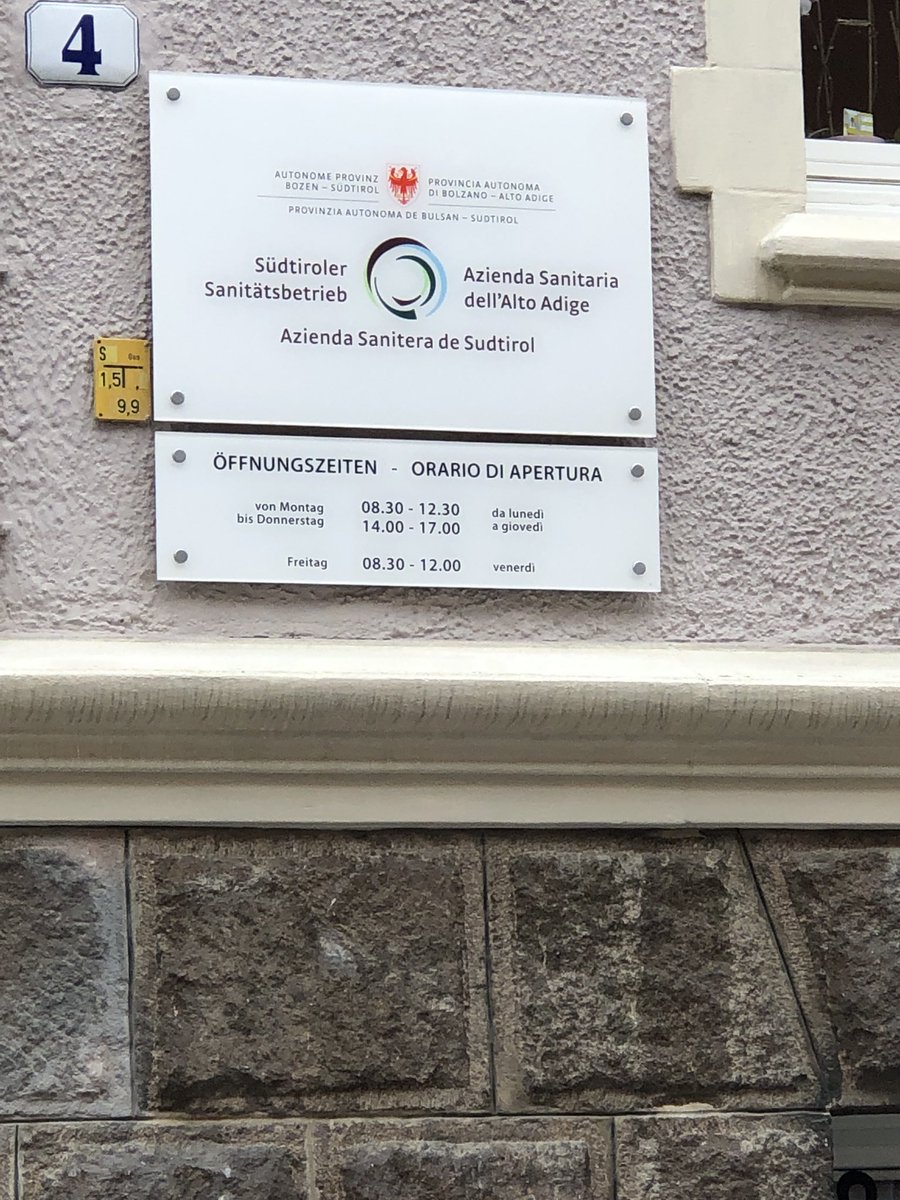 4
AUTONOME PROVINZ
BOZEN – SÜDTIROL
PROVINCIA AUTONOMA
DI BOLZANO – ALTO ADIGE
PROVINZIA AUTONOMA DE BULSAN – SUDTIROL
Südtiroler
Sanitätsbetrieb
Azienda Sanitaria
dell'Alto Adige
Azienda Sanitera de Sudtirol
S Gas
1,5
9,9
ÖFFNUNGSZEITEN - ORARIO DI APERTURA
von Montag
bis Donnerstag
08.30 - 12.30
14.00 - 17.00
da lunedì
a giovedì
Freitag 08.30 - 12.00 venerdì